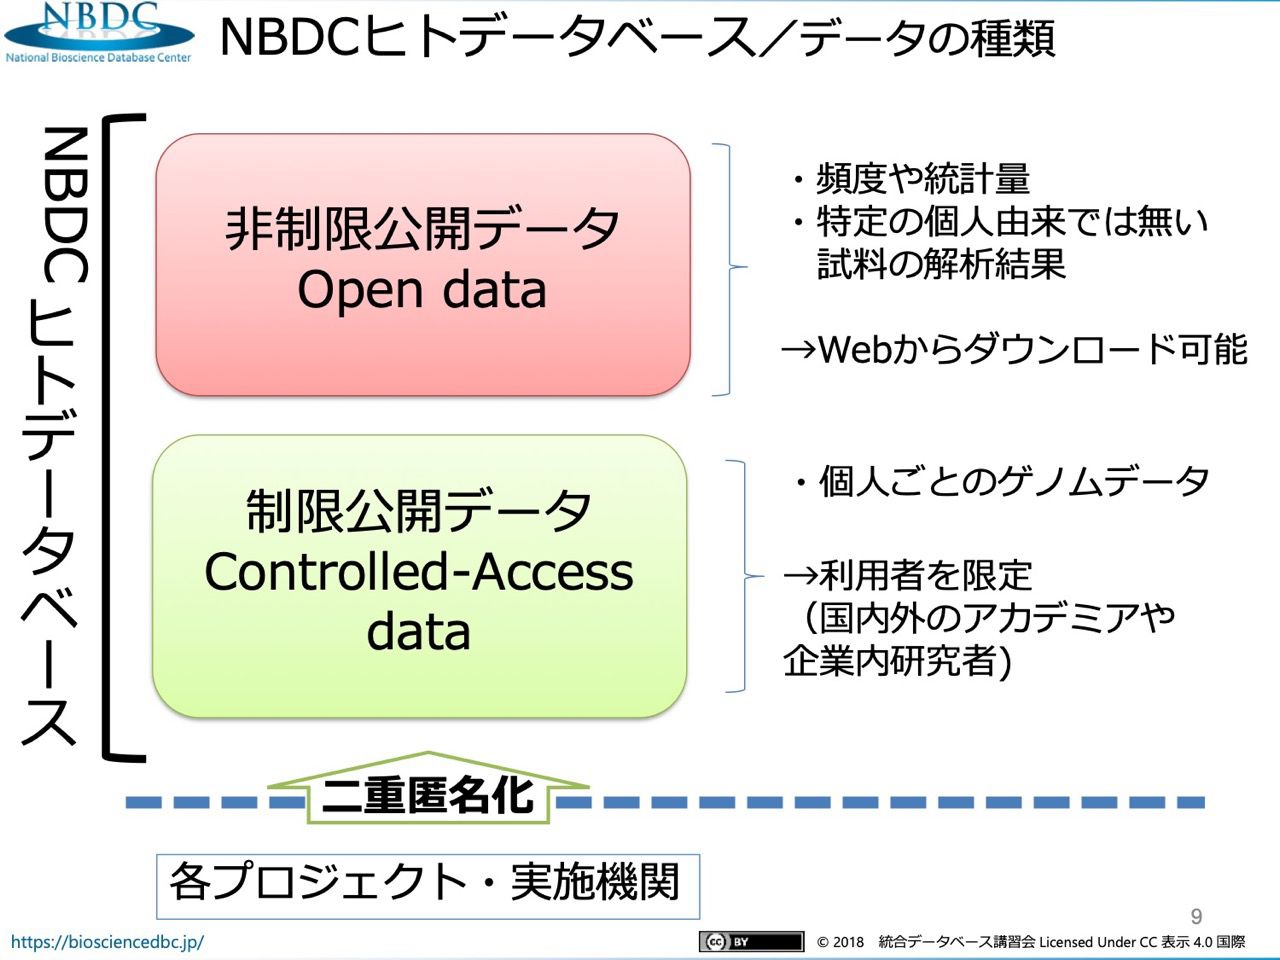 NBDC
National Bioscience Database Center
NBDCヒトデータベース／データの種類
NBDC ヒトデータベース
非制限公開データ
Open data
・頻度や統計量
・特定の個人由来では無い
試料の解析結果
→Webからダウンロード可能
制限公開データ
Controlled-Access
data
・個人ごとのゲノムデータ
→利用者を限定
（国内外のアカデミアや
企業内研究者)
二重匿名化
各プロジェクト・実施機関
9
https://biosciencedbc.jp/
cc BY
© 2018 統合データベース講習会 Licensed Under CC 表示 4.0 国際